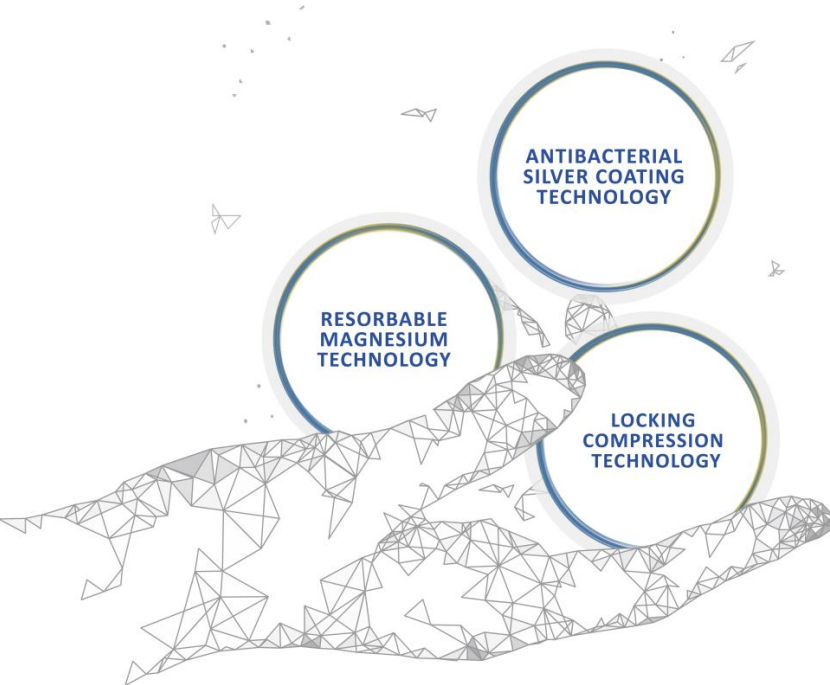 ANTIBACTERIAL
SILVER COATING
TECHNOLOGY
RESORBABLE
MAGNESIUM
TECHNOLOGY
LOCKING
COMPRESSION
TECHNOLOGY